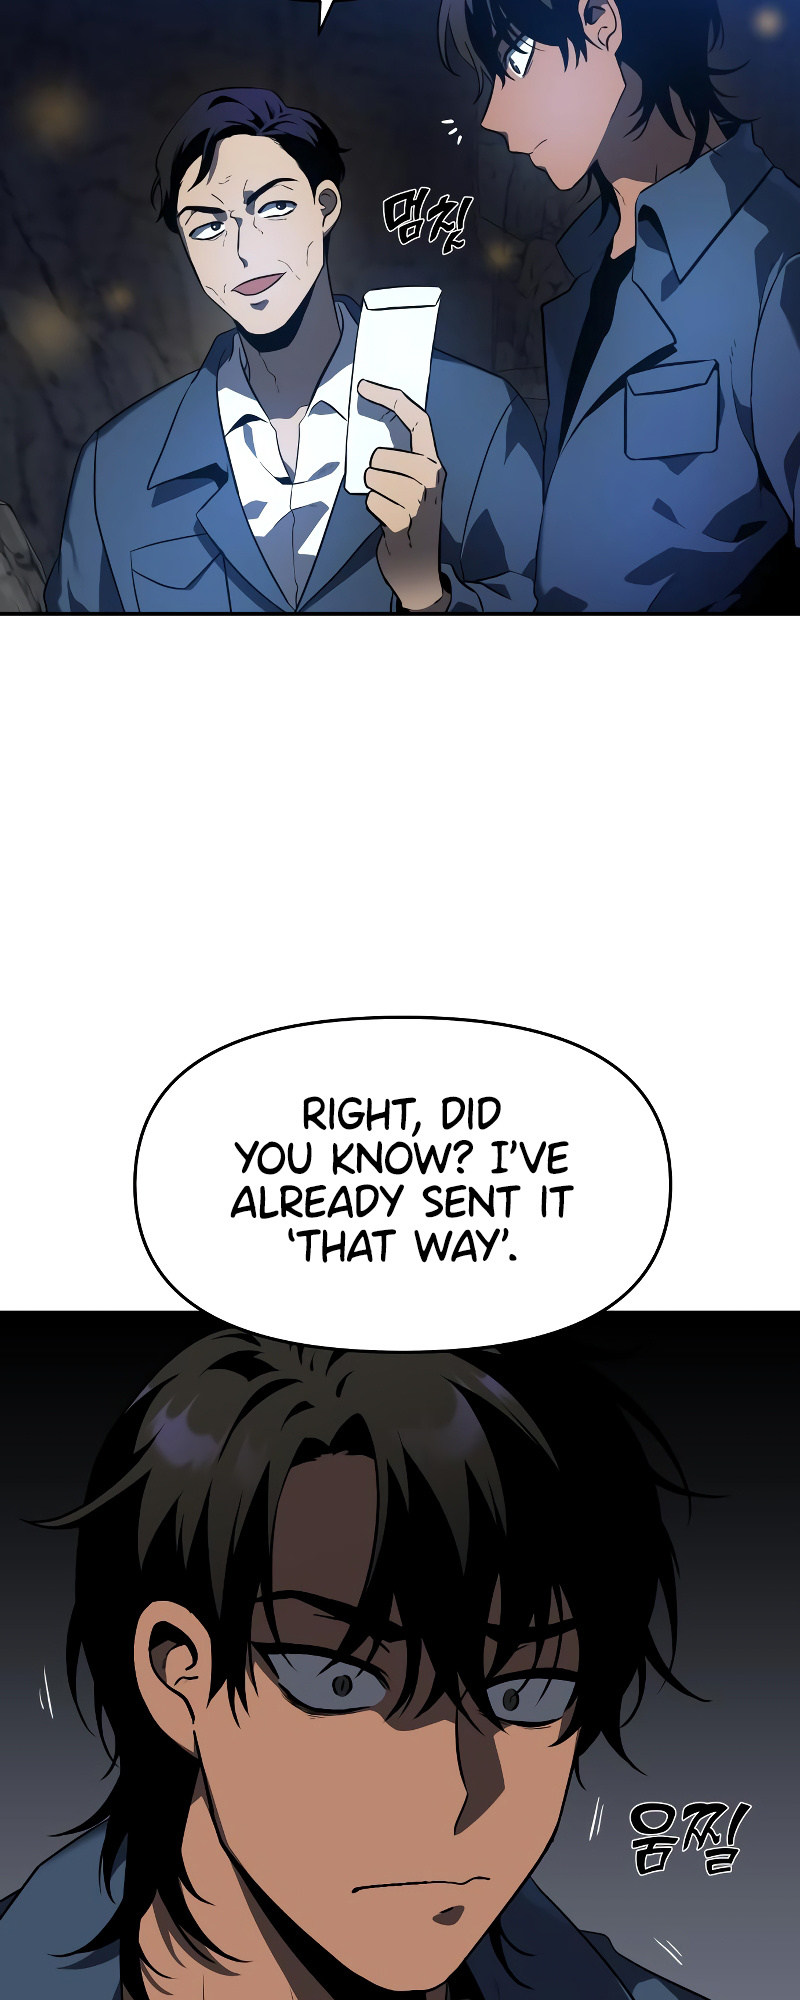 멈칫
RIGHT, DID
YOU KNOW? I'VE
ALREADY SENT IT
'THAT WAY'.
움찔